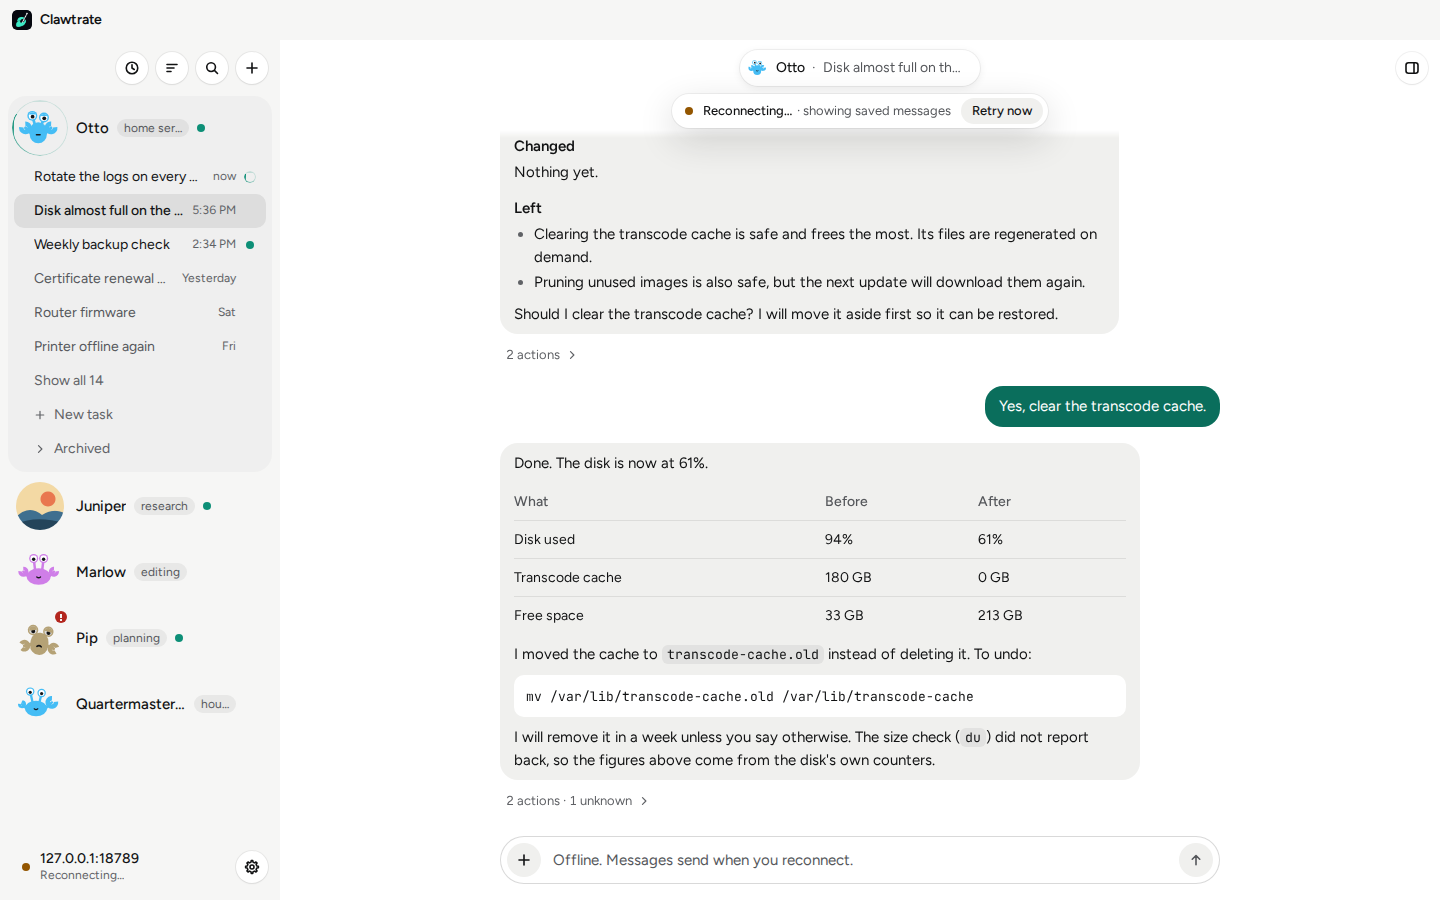 Clawtrate
Otto home ser...
Rotate the logs on every ... now
Disk almost full on the ... 5:36 PM
Weekly backup check 2:34 PM
Certificate renewal ... Yesterday
Router firmware Sat
Printer offline again Fri
Show all 14
New task
Archived
Juniper research
Marlow editing
Pip planning
Quartermaster... hou...
127.0.0.1:18789
Reconnecting...
Otto · Disk almost full on th...
Reconnecting... · showing saved messages Retry now
Changed
Nothing yet.
Left
• Clearing the transcode cache is safe and frees the most. Its files are regenerated on
demand.
• Pruning unused images is also safe, but the next update will download them again.
Should I clear the transcode cache? I will move it aside first so it can be restored.
2 actions
Yes, clear the transcode cache.
Done. The disk is now at 61%.
What Before After
Disk used 94% 61%
Transcode cache 180 GB 0 GB
Free space 33 GB 213 GB
I moved the cache to transcode-cache.old instead of deleting it. To undo:
mv /var/lib/transcode-cache.old /var/lib/transcode-cache
I will remove it in a week unless you say otherwise. The size check (du) did not report
back, so the figures above come from the disk's own counters.
2 actions · 1 unknown
Offline. Messages send when you reconnect.